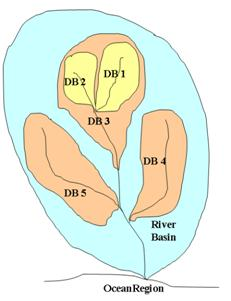 DB 1
DB 2
DB 3
DB 4
DB 5
River
Basin
OceanRegion